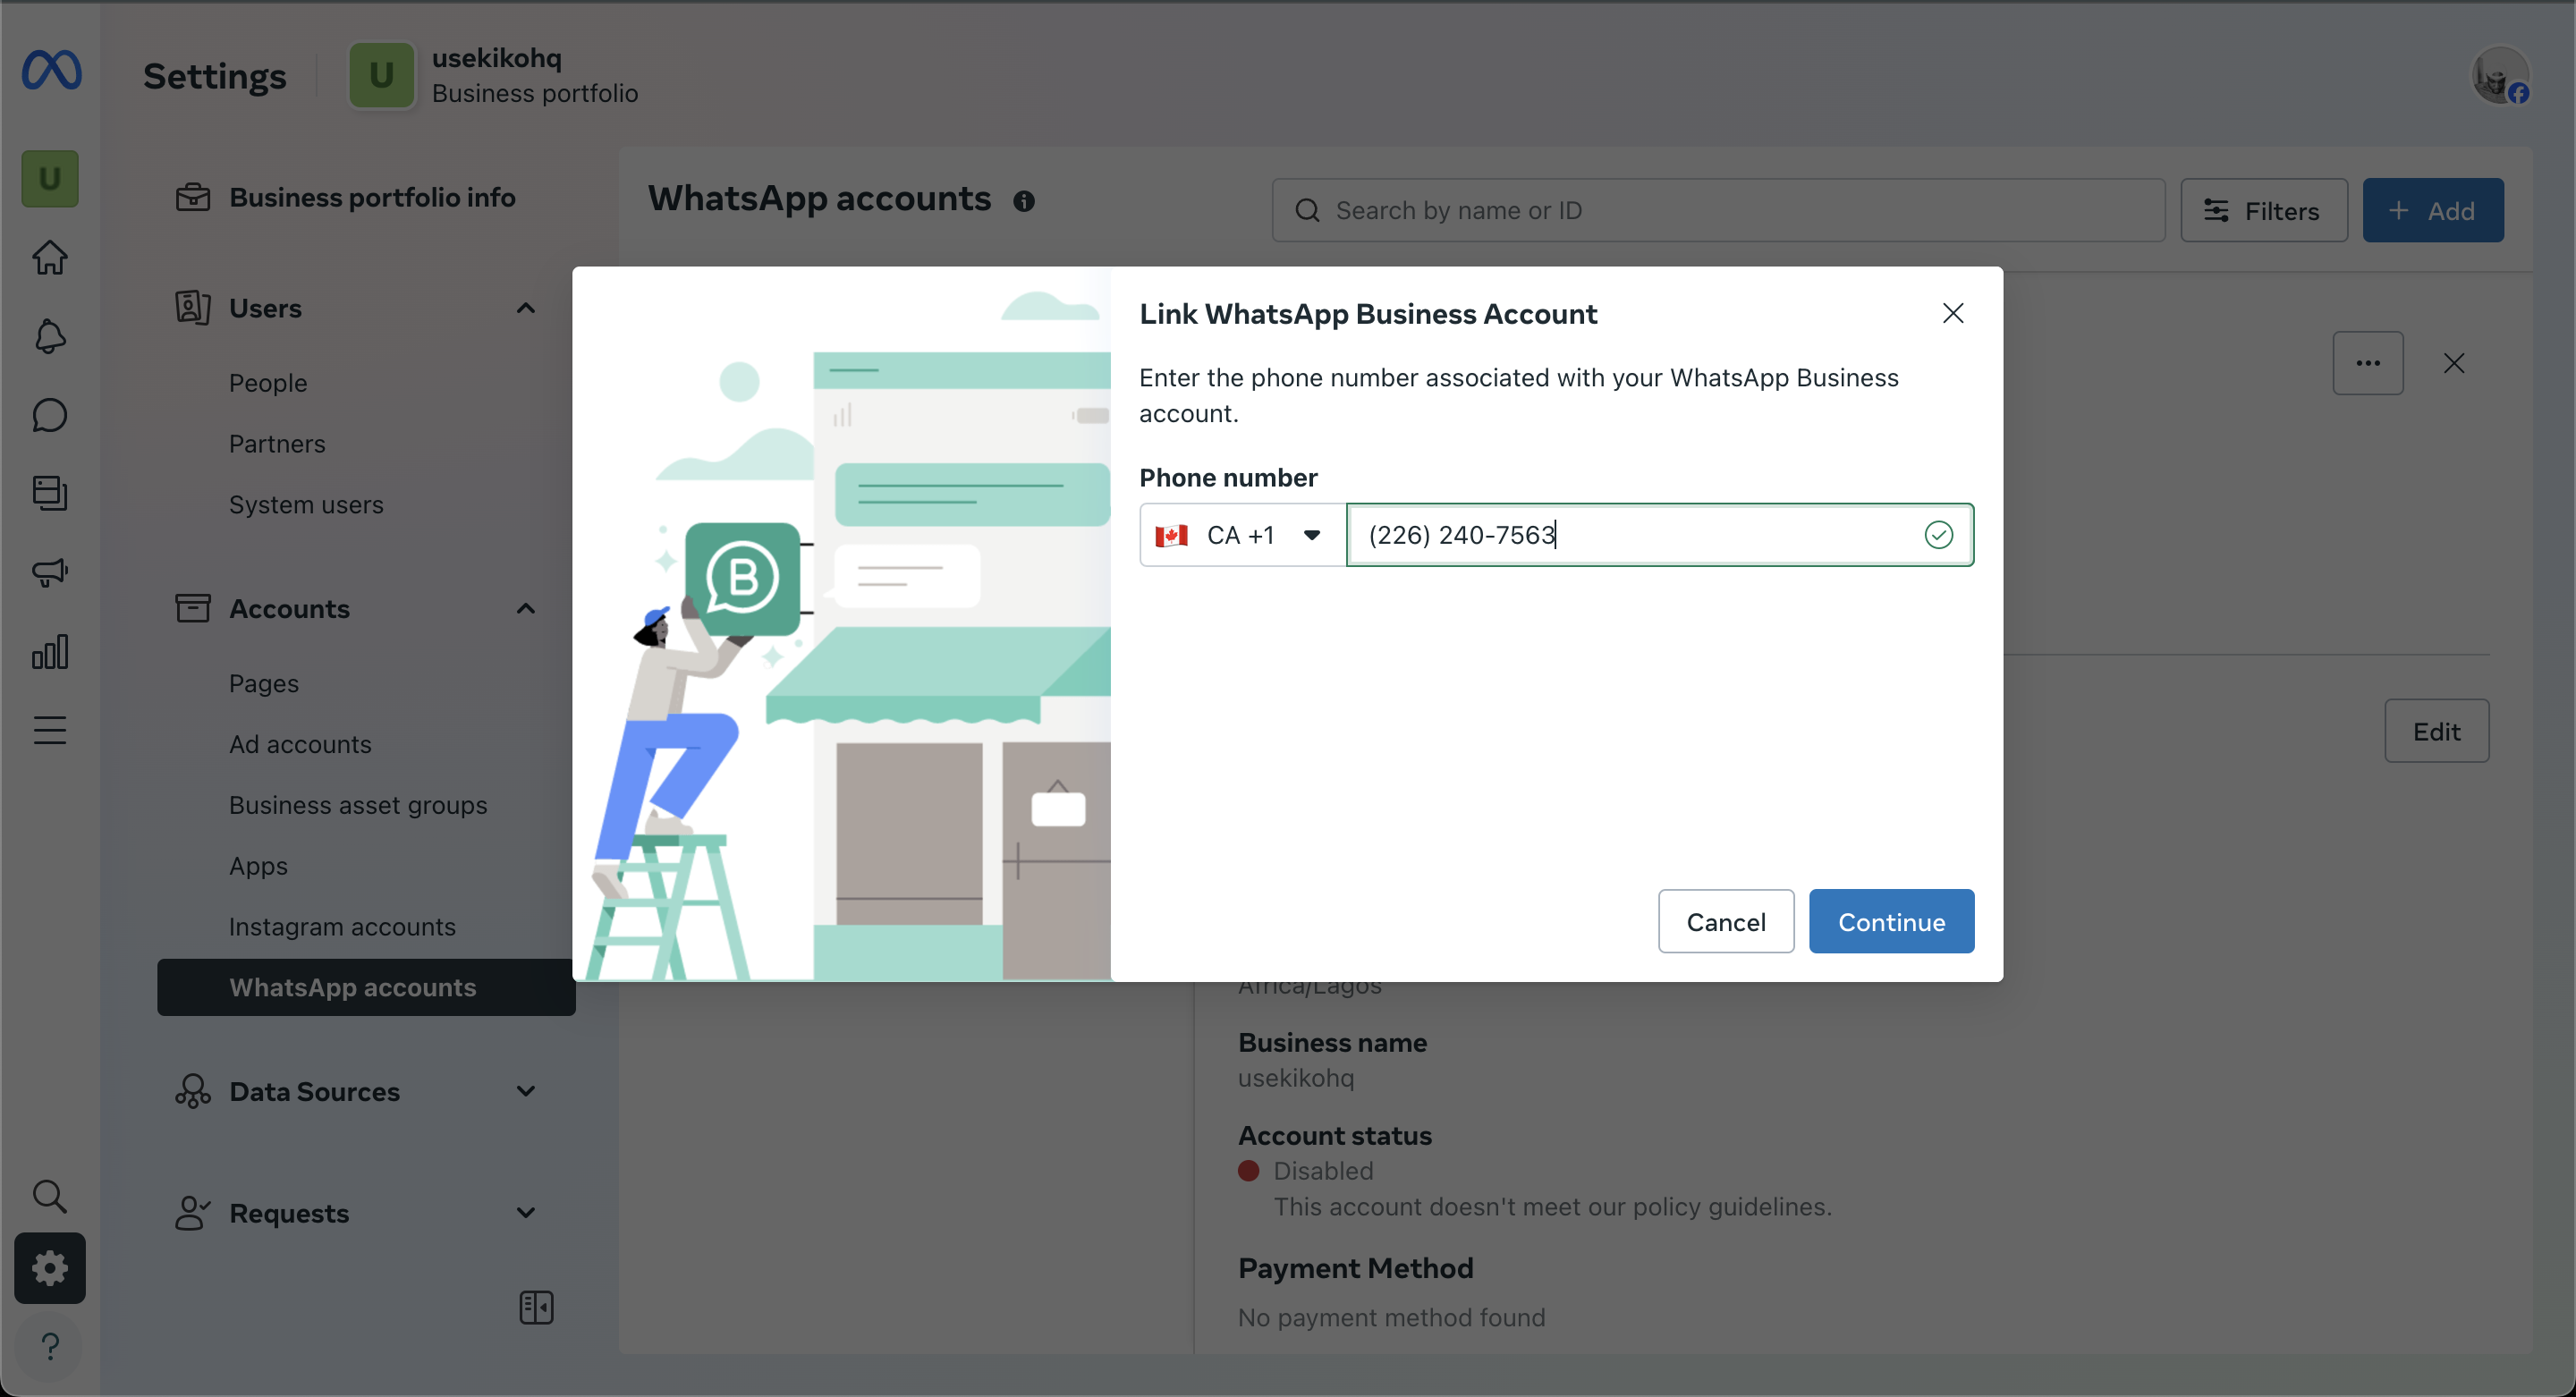 Settings
U
usekikohq
Business portfolio
U
Business portfolio info
Users
People
Partners
System users
Accounts
Pages
Ad accounts
Business asset groups
Apps
Instagram accounts
WhatsApp accounts
Data Sources
Requests
?
WhatsApp accounts
Search by name or ID
Filters
+ Add
B
Link WhatsApp Business Account
Enter the phone number associated with your WhatsApp Business
account.
Phone number
CA +1
(226) 240-7563
Cancel
Continue
Edit
Africa/Lagos
Business name
usekikohq
Account status
Disabled
This account doesn't meet our policy guidelines.
Payment Method
No payment method found